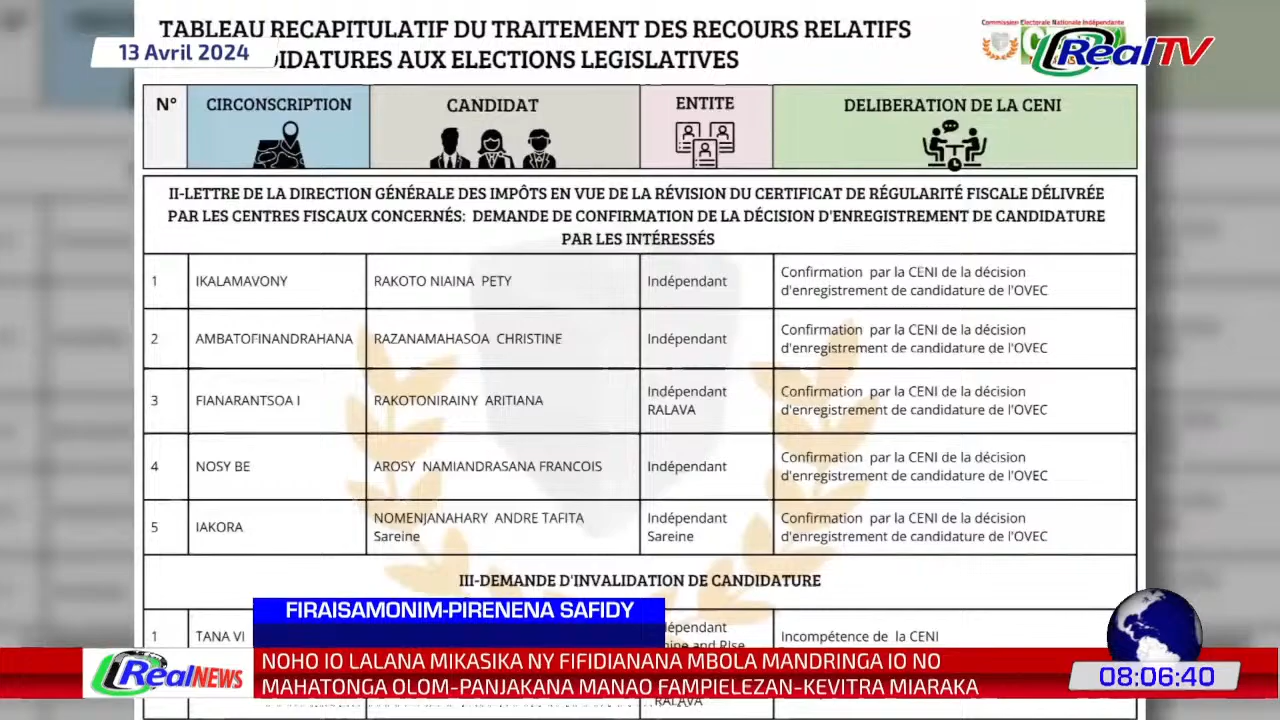 TABLEAU RECAPITULATIF DU TRAITEMENT DES RECOURS RELATIFS
IDATURES AUX ELECTIONS LEGISLATIVES
13 Avril 2024
Commission Electorale Nationale Indépendante
RealTV
N°
CIRCONSCRIPTION
CANDIDAT
ENTITE
DELIBERATION DE LA CENI
II-LETTRE DE LA DIRECTION GÉNÉRALE DES IMPÔTS EN VUE DE LA RÉVISION DU CERTIFICAT DE RÉGULARITÉ FISCALE DÉLIVRÉE
PAR LES CENTRES FISCAUX CONCERNÉS: DEMANDE DE CONFIRMATION DE LA DÉCISION D'ENREGISTREMENT DE CANDIDATURE
PAR LES INTÉRESSÉS
1
IKALAMAVONY
RAKOTO NIAINA PETY
Indépendant
Confirmation par la CENI de la décision
d'enregistrement de candidature de l'OVEC
2
AMBATOFINANDRAHANA
RAZANAMAHASOA CHRISTINE
Indépendant
Confirmation par la CENI de la décision
d'enregistrement de candidature de l'OVEC
3
FIANARANTSOA I
RAKOTONIRAINY ARITIANA
Indépendant
RALAVA
Confirmation par la CENI de la décision
d'enregistrement de candidature de l'OVEC
4
NOSY BE
AROSY NAMIANDRASANA FRANCOIS
Indépendant
Confirmation par la CENI de la décision
d'enregistrement de candidature de l'OVEC
5
IAKORA
NOMENJANAHARY ANDRE TAFITA
Sareine
Indépendant
Sareine
Confirmation par la CENI de la décision
d'enregistrement de candidature de l'OVEC
III-DEMANDE D'INVALIDATION DE CANDIDATURE
1
TANA VI
and RIse
Incompétence de la CENI
FIRAISAMONIM-PIRENENA SAFIDY
RealNEWS
NOHO IO LALANA MIKASIKA NY FIFIDIANANA MBOLA MANDRINGA IO NO
MAHATONGA OLOM-PANJAKANA MANAO FAMPIELEZAN-KEVITRA MIARAKA
08:06:40
RALAVA